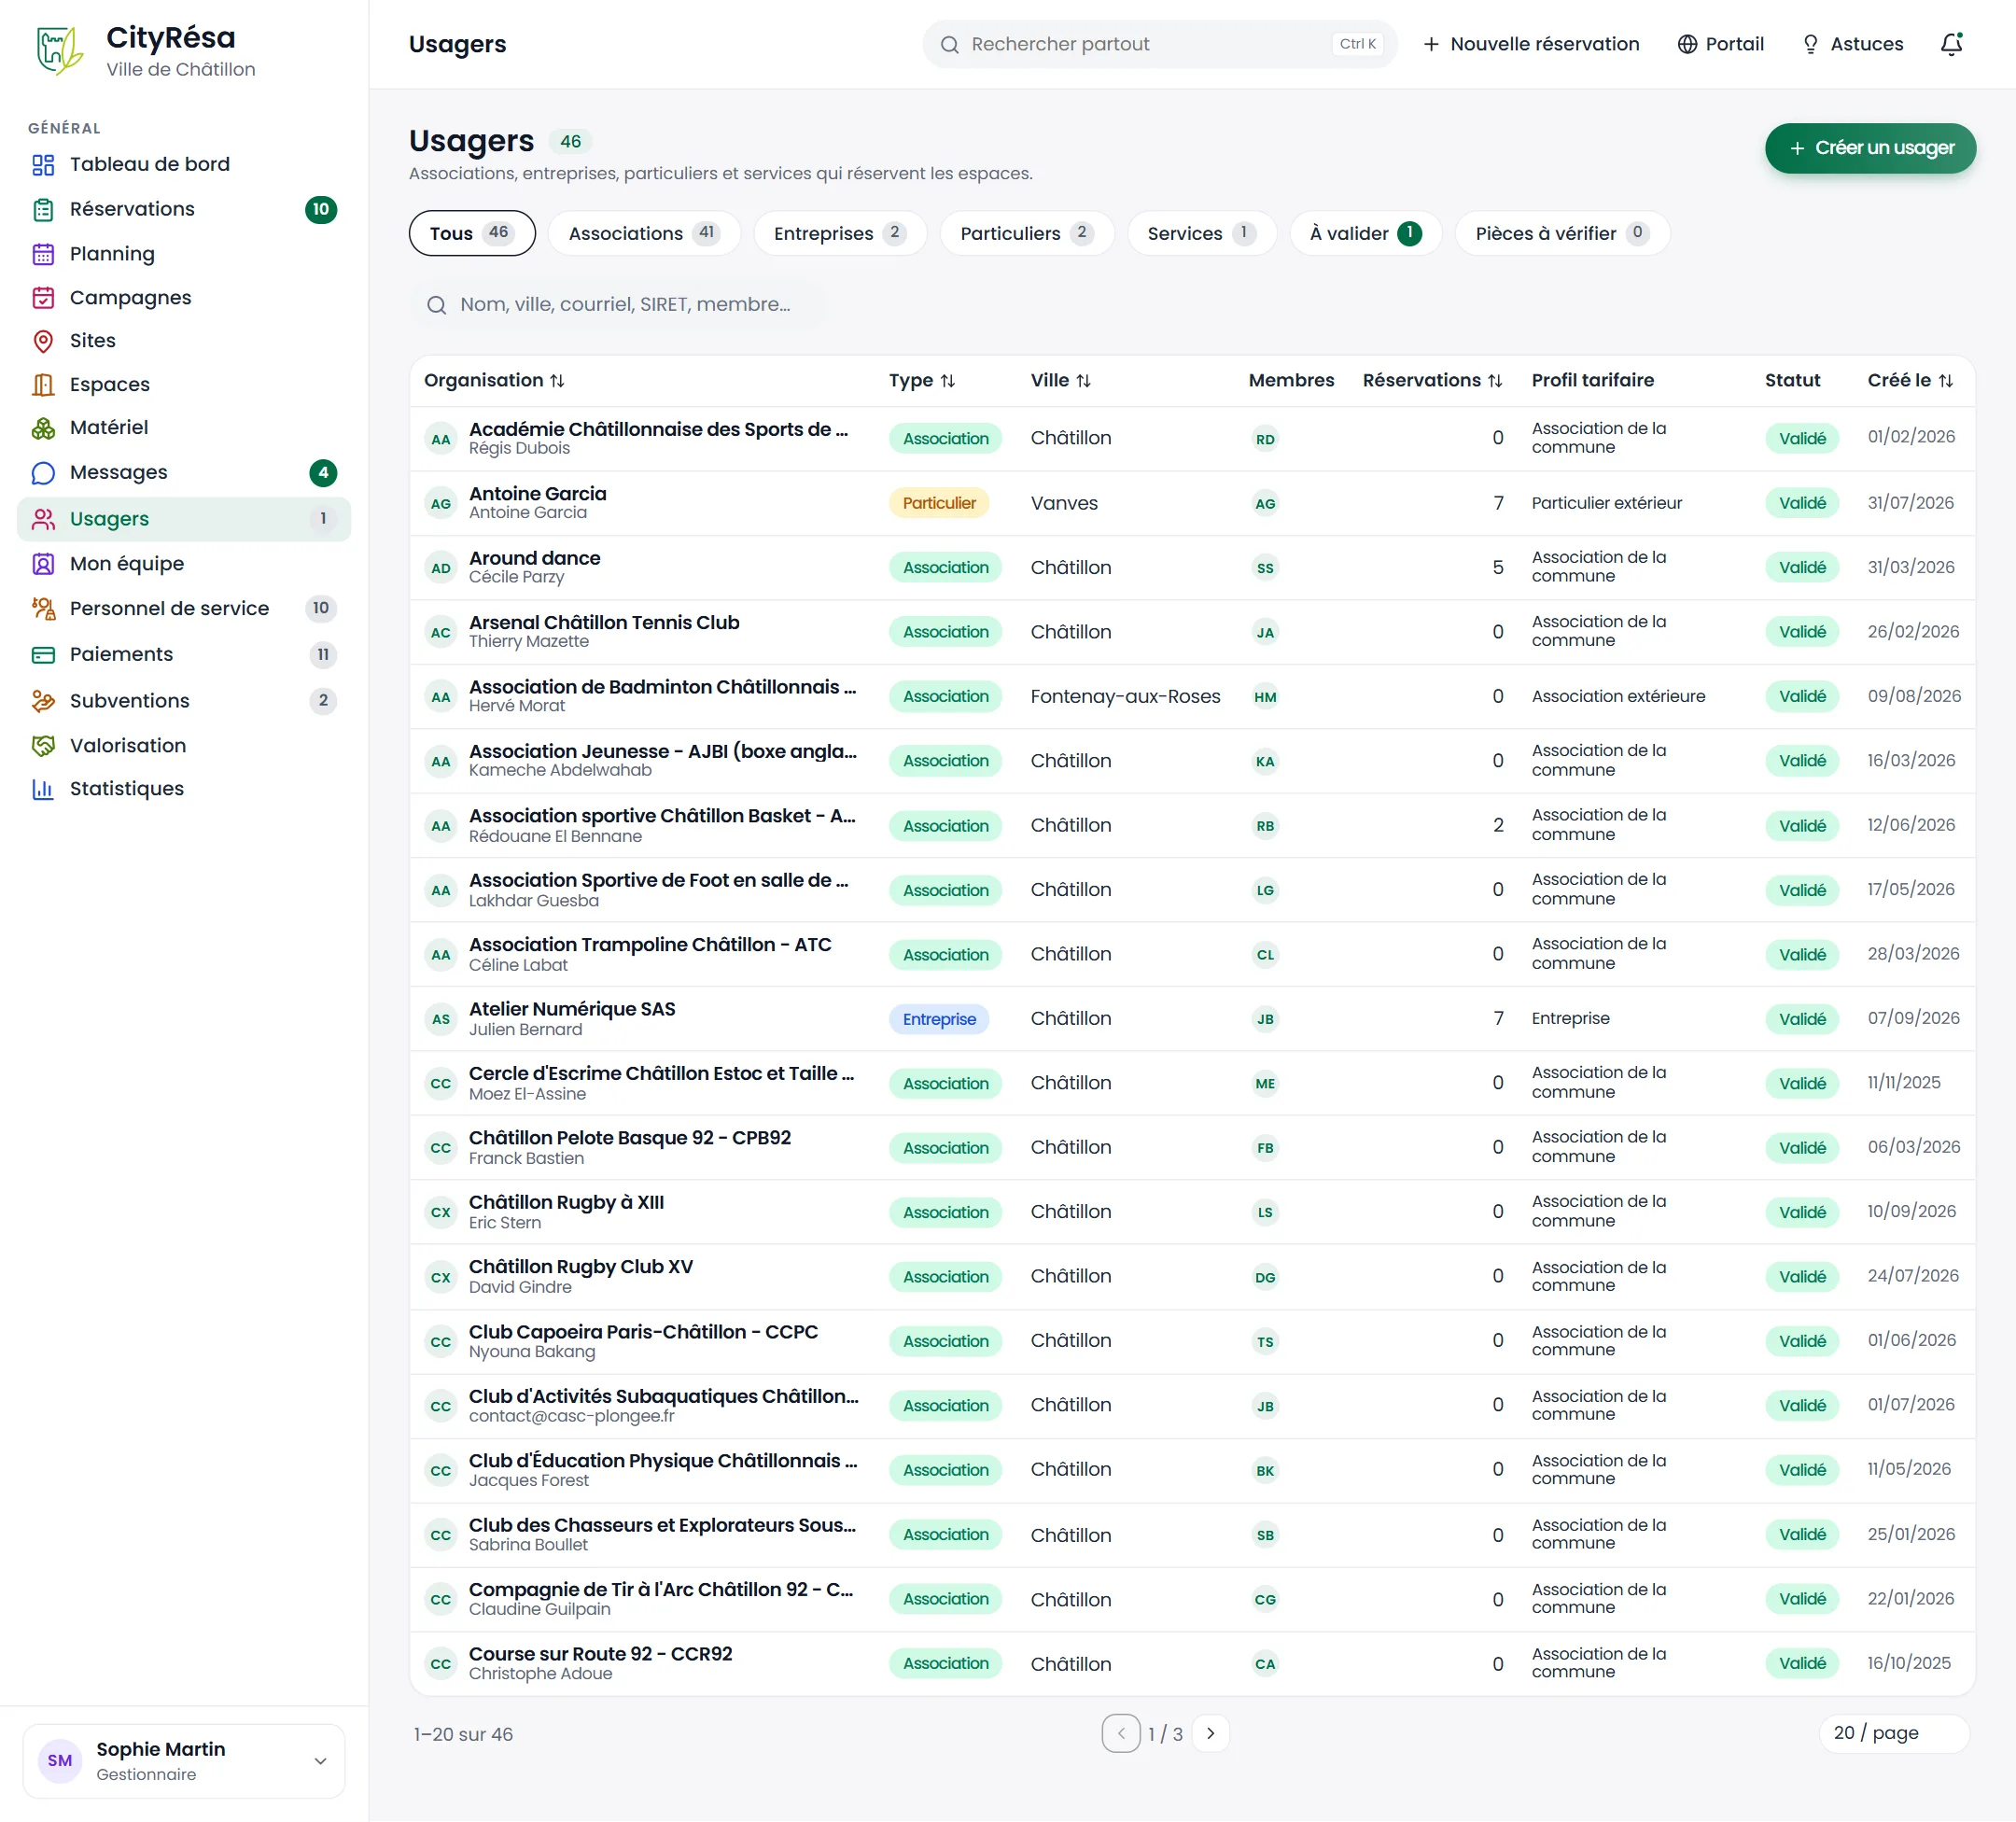 CityRésa
Ville de Châtillon
GÉNÉRAL
Tableau de bord
Réservations 10
Planning
Campagnes
Sites
Espaces
Matériel
Messages 4
Usagers 1
Mon équipe
Personnel de service 10
Paiements 11
Subventions 2
Valorisation
Statistiques
SM Sophie Martin
Gestionnaire
Usagers
Rechercher partout Ctrl K
+ Nouvelle réservation
Portail
Astuces
Usagers 46
Associations, entreprises, particuliers et services qui réservent les espaces.
+ Créer un usager
Tous 46 Associations 41 Entreprises 2 Particuliers 2 Services 1 À valider 1 Pièces à vérifier 0
Nom, ville, courriel, SIRET, membre...
Organisation Type Ville Membres Réservations Profil tarifaire Statut Créé le
AA Académie Châtillonnaise des Sports de ... Association Châtillon RD 0 Association de la Validé 01/02/2026
Régis Dubois commune
AG Antoine Garcia Particulier Vanves AG 7 Particulier extérieur Validé 31/07/2026
Antoine Garcia
AD Around dance Association Châtillon SS 5 Association de la Validé 31/03/2026
Cécile Parzy commune
AC Arsenal Châtillon Tennis Club Association Châtillon JA 0 Association de la Validé 26/02/2026
Thierry Mazette commune
AA Association de Badminton Châtillonnais ... Association Fontenay-aux-Roses HM 0 Association extérieure Validé 09/08/2026
Hervé Morat
AA Association Jeunesse - AJBI (boxe angla... Association Châtillon KA 0 Association de la Validé 16/03/2026
Kameche Abdelwahab commune
AA Association sportive Châtillon Basket - A... Association Châtillon RB 2 Association de la Validé 12/06/2026
Rédouane El Bennane commune
AA Association Sportive de Foot en salle de ... Association Châtillon LG 0 Association de la Validé 17/05/2026
Lakhdar Guesba commune
AA Association Trampoline Châtillon - ATC Association Châtillon CL 0 Association de la Validé 28/03/2026
Céline Labat commune
AS Atelier Numérique SAS Entreprise Châtillon JB 7 Entreprise Validé 07/09/2026
Julien Bernard
CC Cercle d'Escrime Châtillon Estoc et Taille ... Association Châtillon ME 0 Association de la Validé 11/11/2025
Moez El-Assine commune
CC Châtillon Pelote Basque 92 - CPB92 Association Châtillon FB 0 Association de la Validé 06/03/2026
Franck Bastien commune
CX Châtillon Rugby à XIII Association Châtillon LS 0 Association de la Validé 10/09/2026
Eric Stern commune
CX Châtillon Rugby Club XV Association Châtillon DG 0 Association de la Validé 24/07/2026
David Gindre commune
CC Club Capoeira Paris-Châtillon - CCPC Association Châtillon TS 0 Association de la Validé 01/06/2026
Nyouna Bakang commune
CC Club d'Activités Subaquatiques Châtillon... Association Châtillon JB 0 Association de la Validé 01/07/2026
contact@casc-plongee.fr commune
CC Club d'Éducation Physique Châtillonnais ... Association Châtillon BK 0 Association de la Validé 11/05/2026
Jacques Forest commune
CC Club des Chasseurs et Explorateurs Sous... Association Châtillon SB 0 Association de la Validé 25/01/2026
Sabrina Boullet commune
CC Compagnie de Tir à l'Arc Châtillon 92 - C... Association Châtillon CG 0 Association de la Validé 22/01/2026
Claudine Guilpain commune
CC Course sur Route 92 - CCR92 Association Châtillon CA 0 Association de la Validé 16/10/2025
Christophe Adoue commune
1–20 sur 46 1 / 3 20 / page